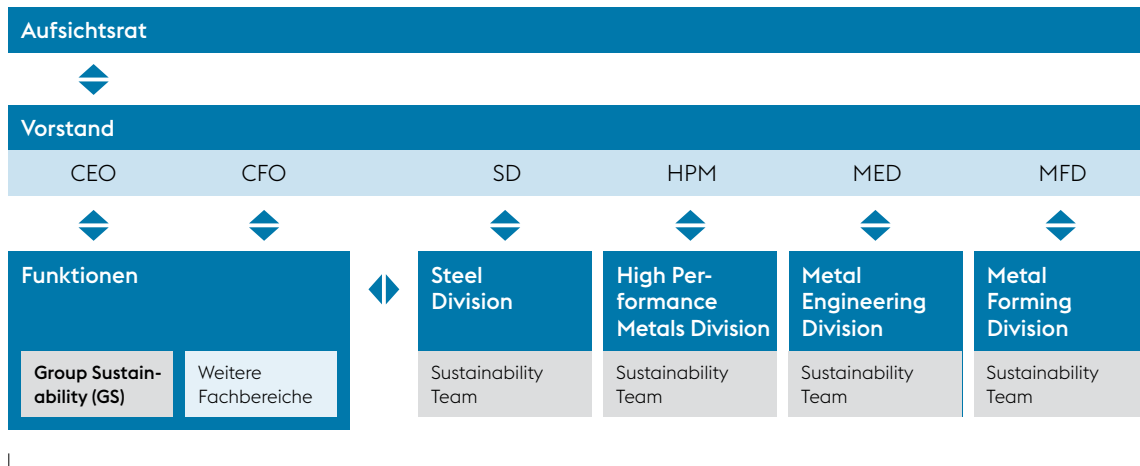 Aufsichtsrat
Vorstand
CEO
CFO
SD
HPM
MED
MFD
Funktionen
Group Sustain-
ability (GS)
Weitere
Fachbereiche
Steel
Division
Sustainability
Team
High Per-
formance
Metals Division
Sustainability
Team
Metal
Engineering
Division
Sustainability
Team
Metal
Forming
Division
Sustainability
Team